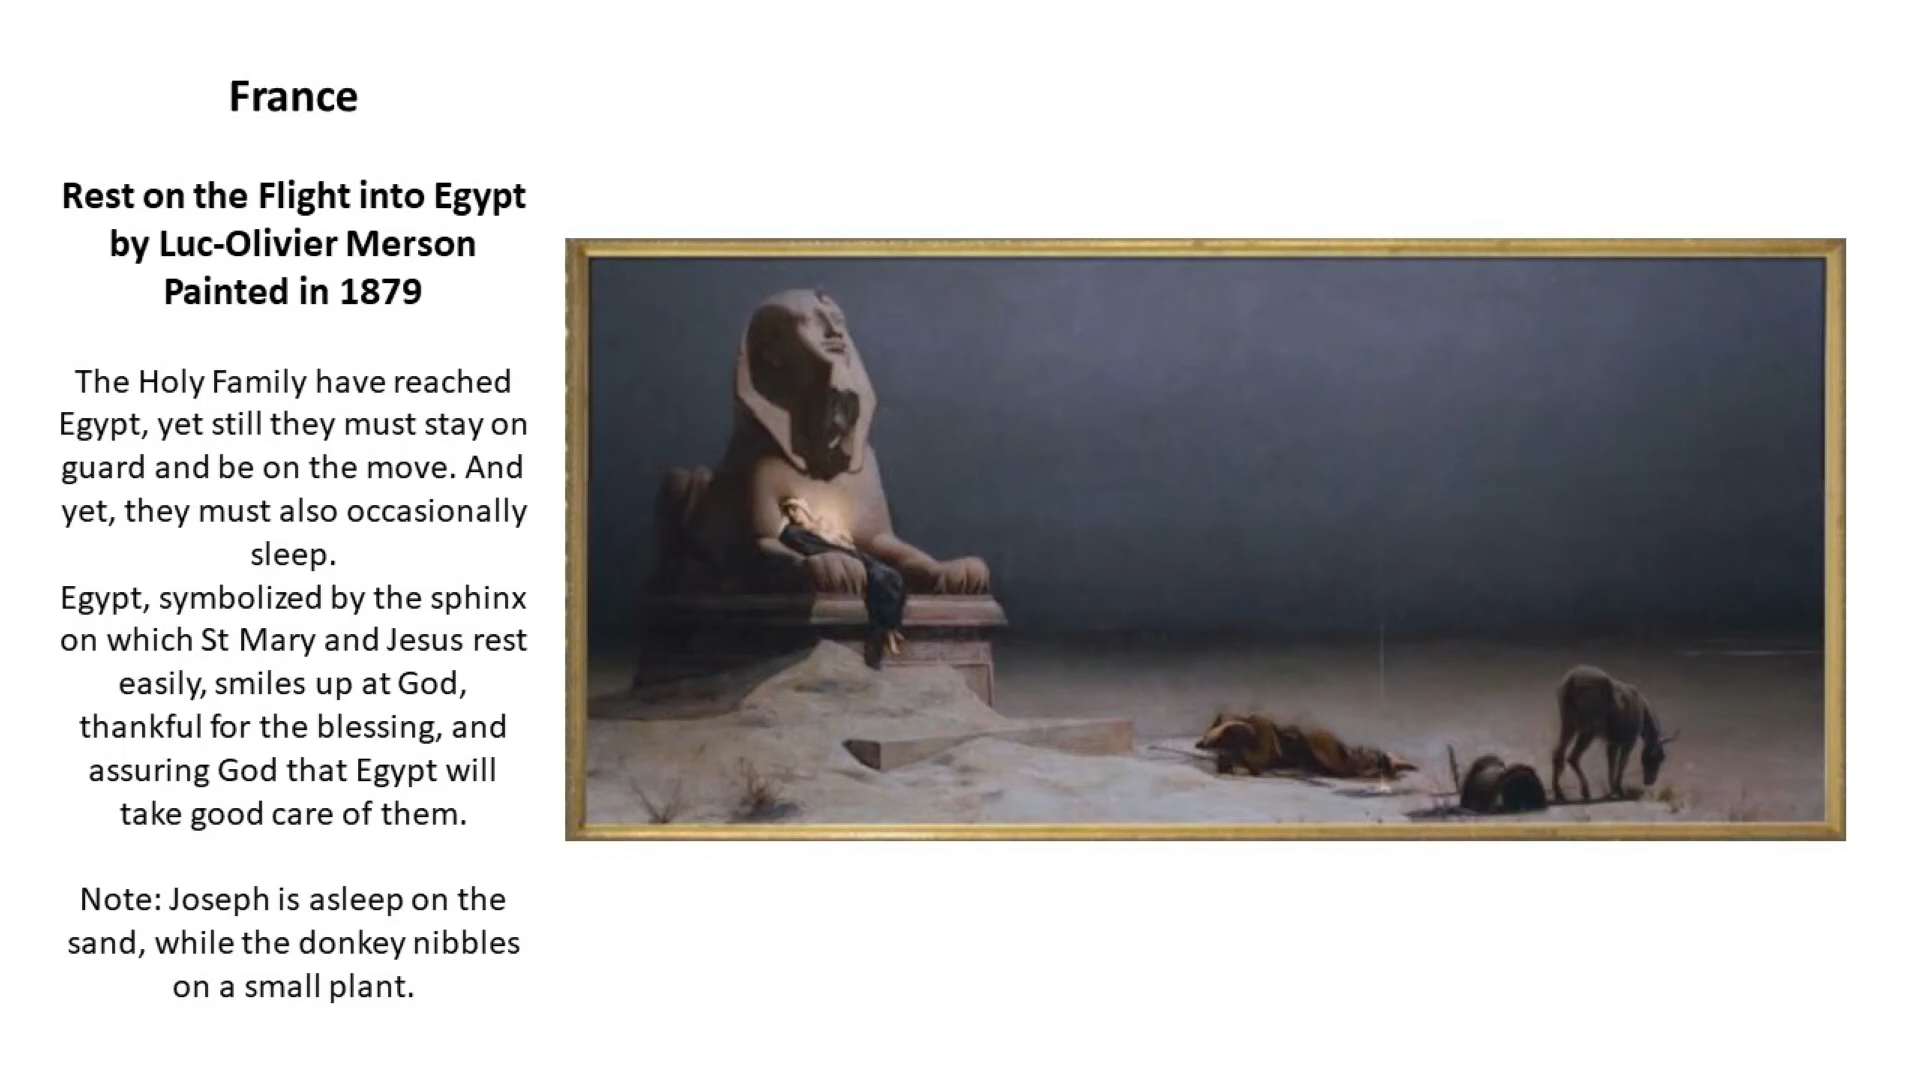 France
Rest on the Flight into Egypt
by Luc-Olivier Merson
Painted in 1879
The Holy Family have reached
Egypt, yet still they must stay on
guard and be on the move. And
yet, they must also occasionally
sleep.
Egypt, symbolized by the sphinx
on which St Mary and Jesus rest
easily, smiles up at God,
thankful for the blessing, and
assuring God that Egypt will
take good care of them.
Note: Joseph is asleep on the
sand, while the donkey nibbles
on a small plant.